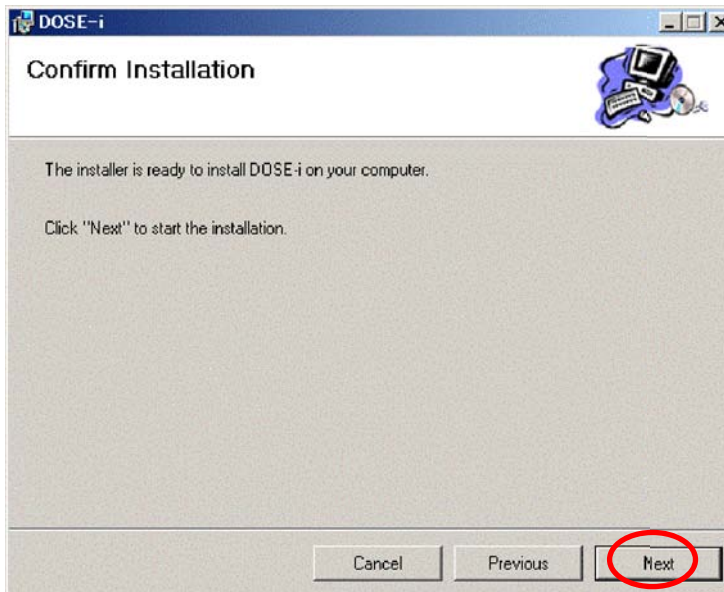 DOSE-i
Confirm Installation
The installer is ready to install DOSE-i on your computer.
Click "Next" to start the installation.
Cancel
Previous
Next